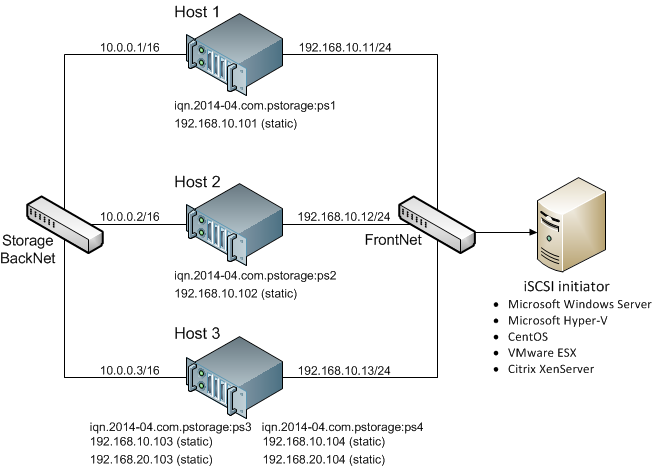 Host 1
10.0.0.1/16
192.168.10.11/24
iqn.2014-04.com.pstorage:ps1
192.168.10.101 (static)
Host 2
10.0.0.2/16
192.168.10.12/24
Storage
BackNet
FrontNet
iqn.2014-04.com.pstorage:ps2
192.168.10.102 (static)
iSCSI initiator
• Microsoft Windows Server
• Microsoft Hyper-V
• CentOS
• VMware ESX
• Citrix XenServer
Host 3
10.0.0.3/16
192.168.10.13/24
iqn.2014-04.com.pstorage:ps3
192.168.10.103 (static)
192.168.20.103 (static)
iqn.2014-04.com.pstorage:ps4
192.168.10.104 (static)
192.168.20.104 (static)